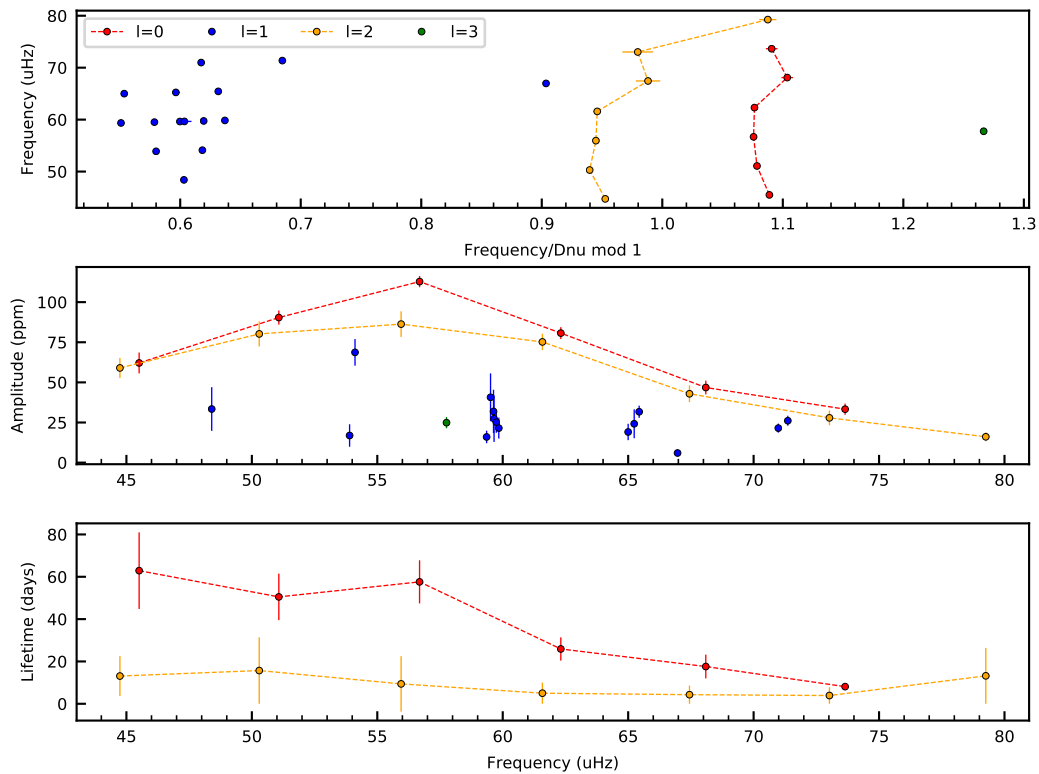 l=0 l=1 l=2 l=3
Frequency (uHz)
80
70
60
50
0.6 0.7 0.8 0.9 1.0 1.1 1.2 1.3
Frequency/Dnu mod 1
Amplitude (ppm)
100
75
50
25
0
45 50 55 60 65 70 75 80
Lifetime (days)
80
60
40
20
0
45 50 55 60 65 70 75 80
Frequency (uHz)